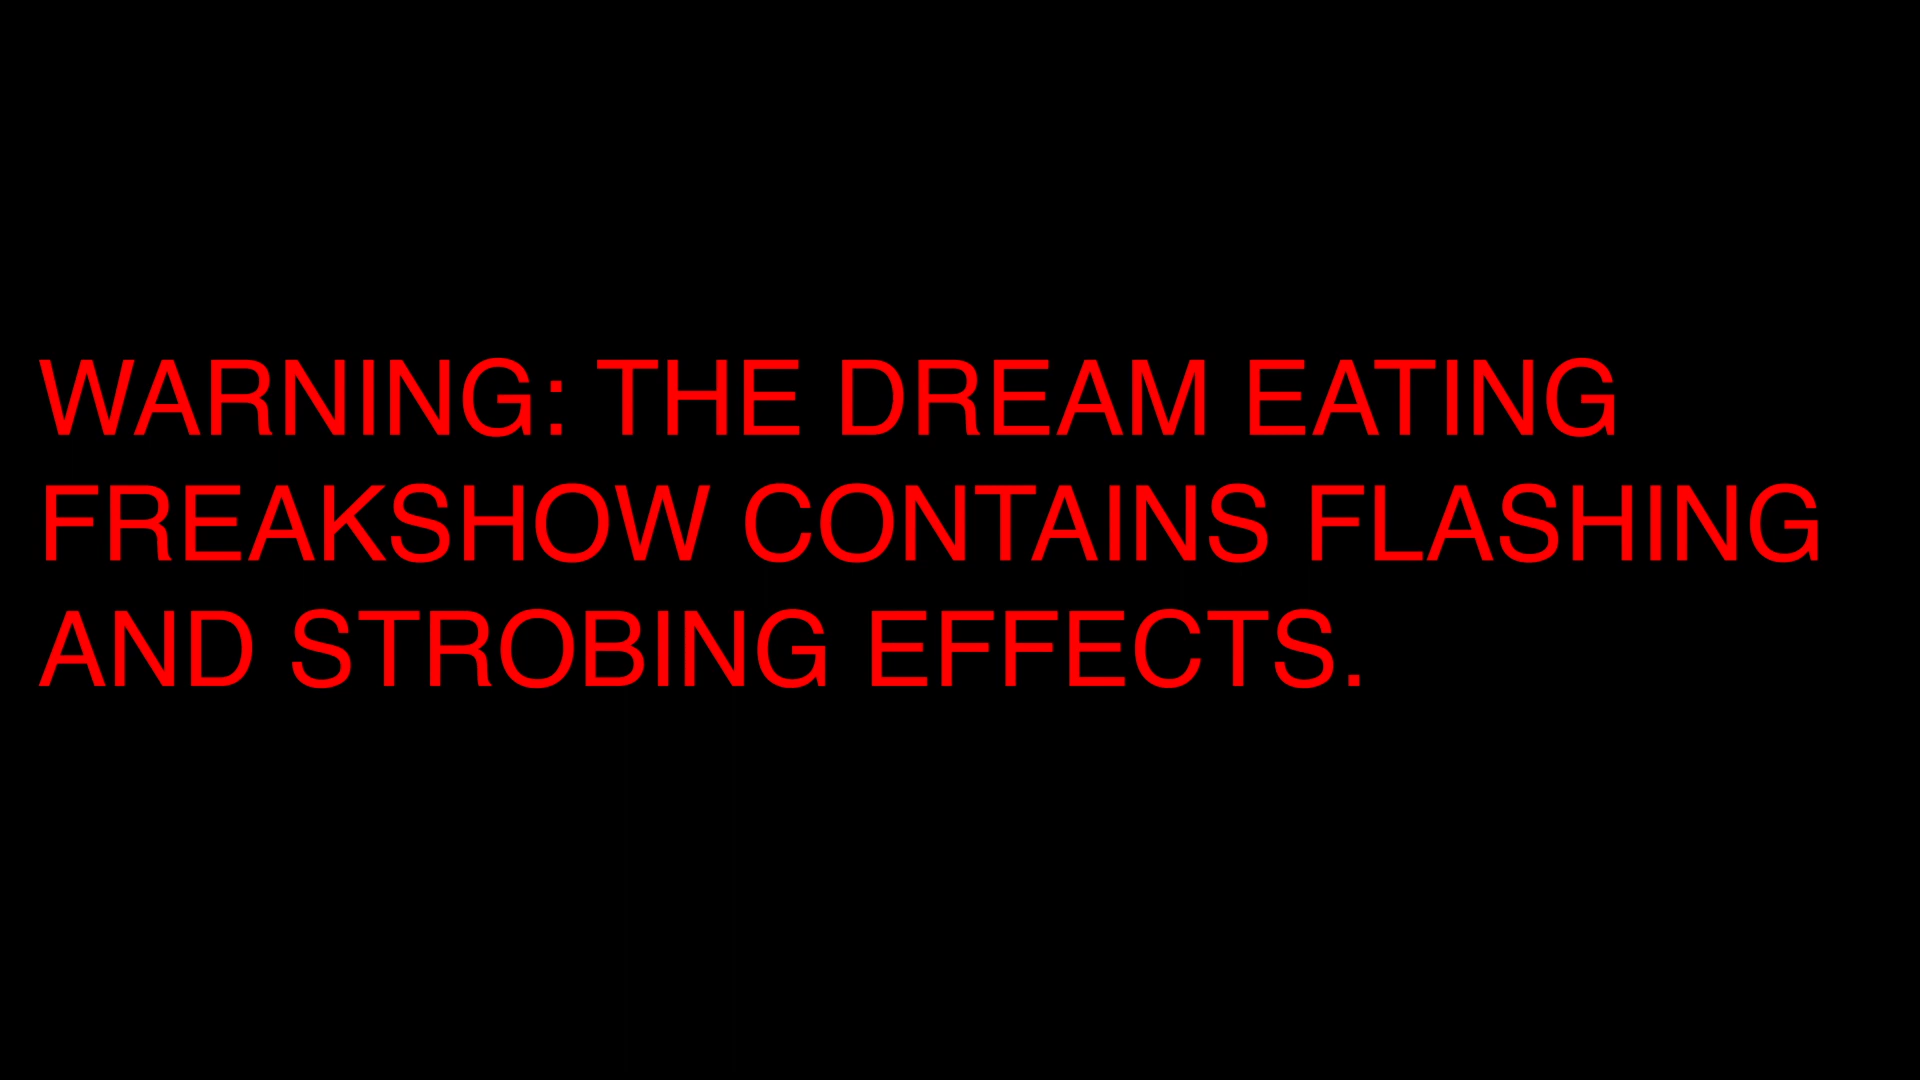 WARNING: THE DREAM EATING
FREAKSHOW CONTAINS FLASHING
AND STROBING EFFECTS.